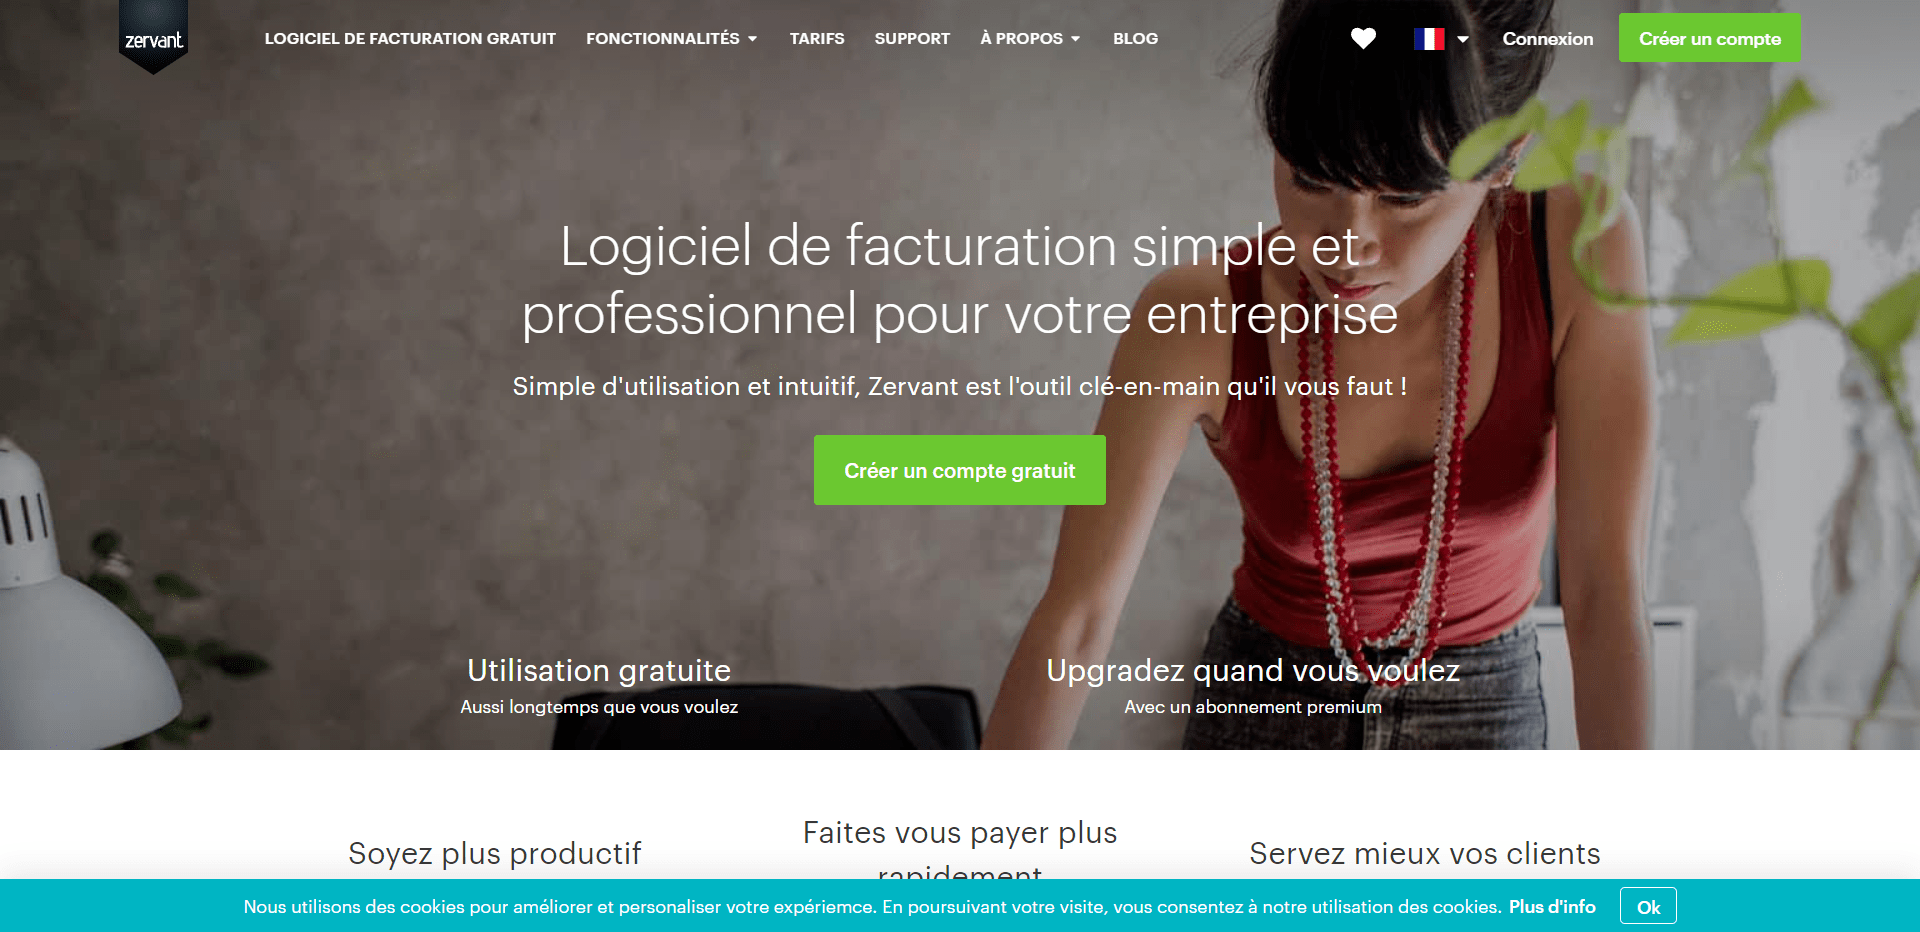 zervant
LOGICIEL DE FACTURATION GRATUIT FONCTIONNALITÉS TARIFS SUPPORT À PROPOS BLOG Connexion Créer un compte
Logiciel de facturation simple et
professionnel pour votre entreprise
Simple d'utilisation et intuitif, Zervant est l'outil clé-en-main qu'il vous faut !
Créer un compte gratuit
Utilisation gratuite
Aussi longtemps que vous voulez
Upgradez quand vous voulez
Avec un abonnement premium
Soyez plus productif
Faites vous payer plus
rapidement
Servez mieux vos clients
Nous utilisons des cookies pour améliorer et personaliser votre expériemce. En poursuivant votre visite, vous consentez à notre utilisation des cookies. Plus d'info Ok